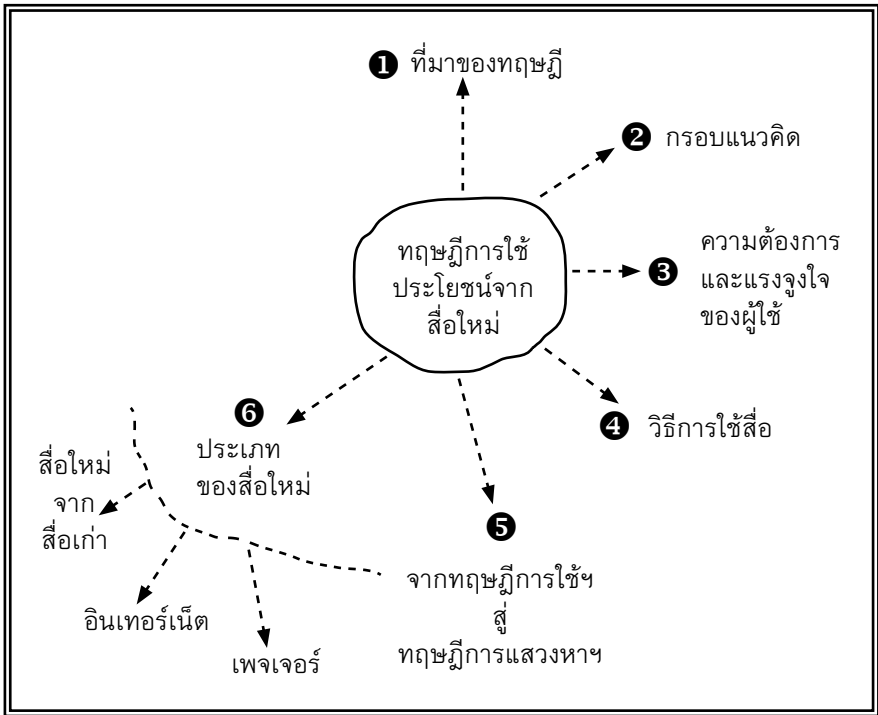 ❶ ที่มาของทฤษฎี
❷ กรอบแนวคิด
ทฤษฎีการใช้
ประโยชน์จาก
สื่อใหม่
❸ ความต้องการ
และแรงจูงใจ
ของผู้ใช้
❹ วิธีการใช้สื่อ
❺
จากทฤษฎีการใช้ฯ
สู่
ทฤษฎีการแสวงหาฯ
❻
ประเภท
ของสื่อใหม่
สื่อใหม่
จาก
สื่อเก่า
อินเทอร์เน็ต
เพจเจอร์